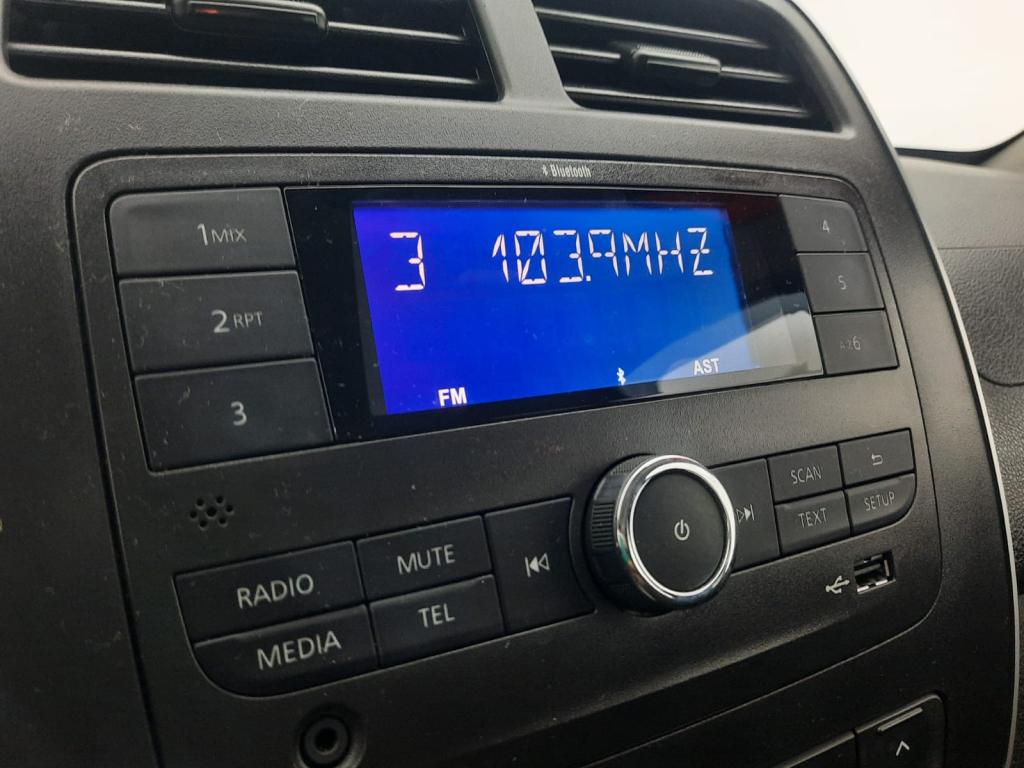 Bluetooth
1 MIX
2 RPT
3
3 103.9MHZ
FM AST
4
5
6
RADIO
MEDIA
MUTE
TEL
SCAN
TEXT
SETUP